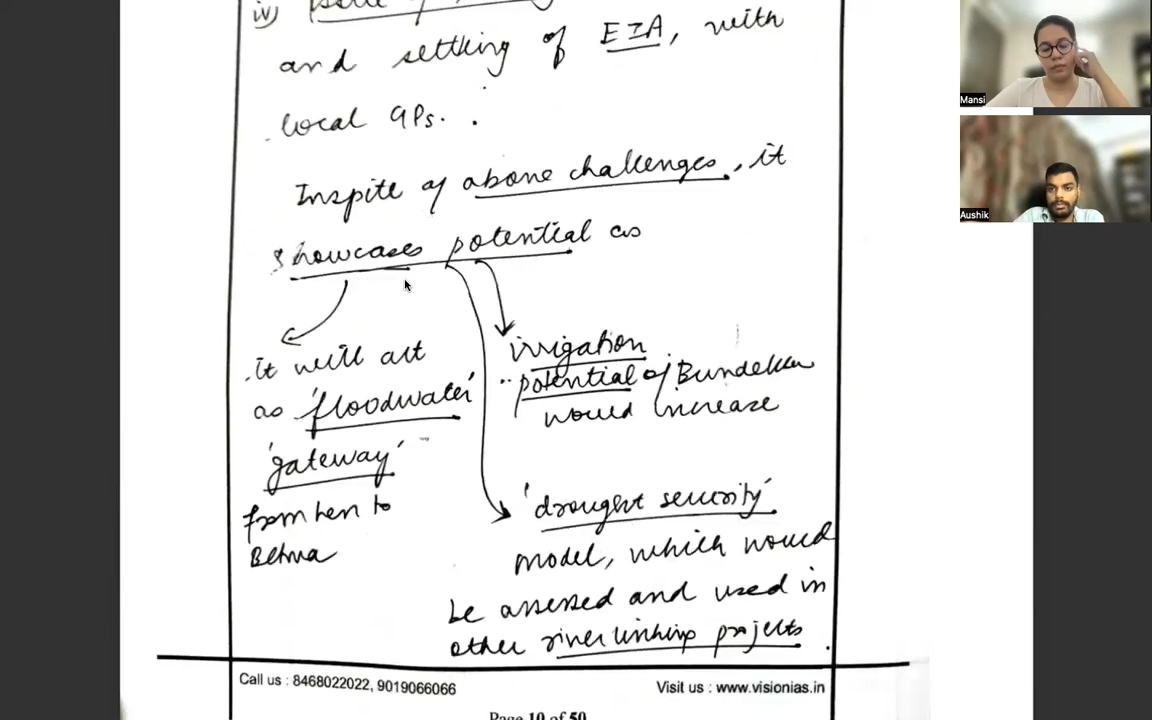 iv)
and settling of EIA, with
local GPs.
Inspite of above challenges, it
showcases potential as
it will act
as 'floodwater'
'gateway'
from Ken to
Betwa
irrigation
potential of
would increase
'drought security'
model, which would
be assessed and used in
other river linking projects.
Call us : 8468022022, 9019066066
Visit us : www.visionias.in
Page 10 of 50
Mansi
Aushik